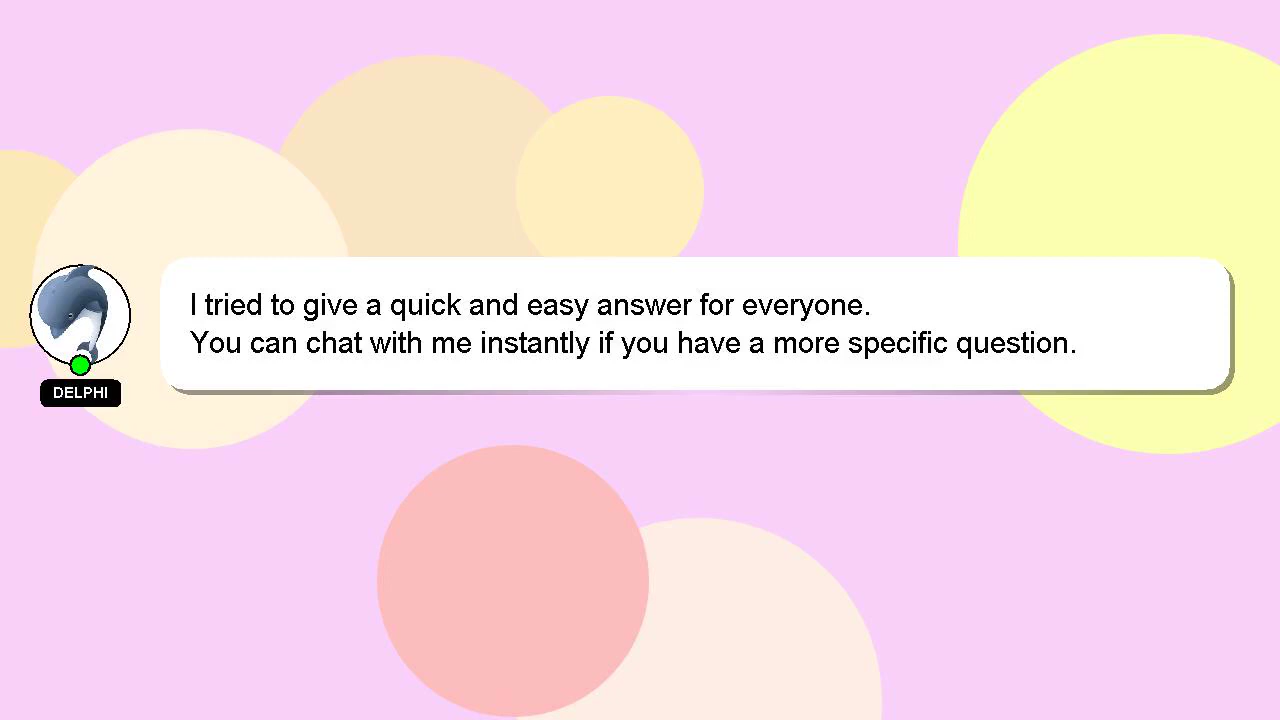 I tried to give a quick and easy answer for everyone.
You can chat with me instantly if you have a more specific question.
DELPHI